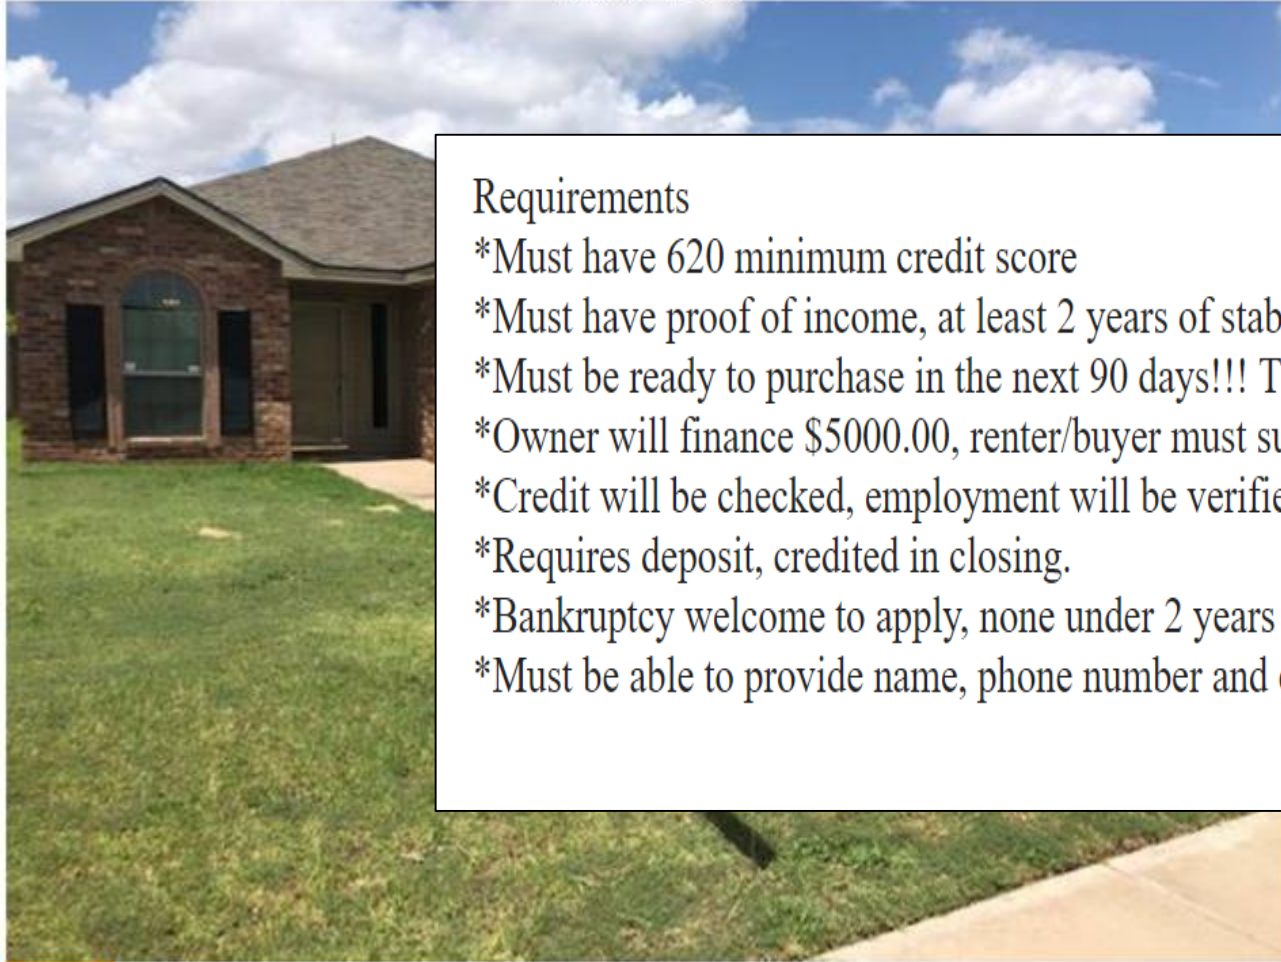 Requirements
*Must have 620 minimum credit score
*Must have proof of income, at least 2 years of
*Must be ready to purchase in the next 90 days!!!
*Owner will finance $5000.00, renter/buyer must
*Credit will be checked, employment will be
*Requires deposit, credited in closing.
*Bankruptcy welcome to apply, none under 2 years
*Must be able to provide name, phone number and